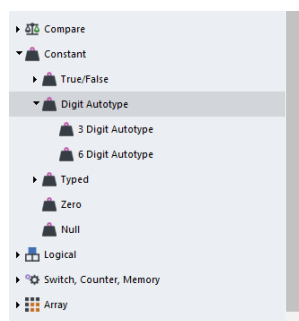 Compare
Constant
True/False
Digit Autotype
3 Digit Autotype
6 Digit Autotype
Typed
Zero
Null
Logical
Switch, Counter, Memory
Array